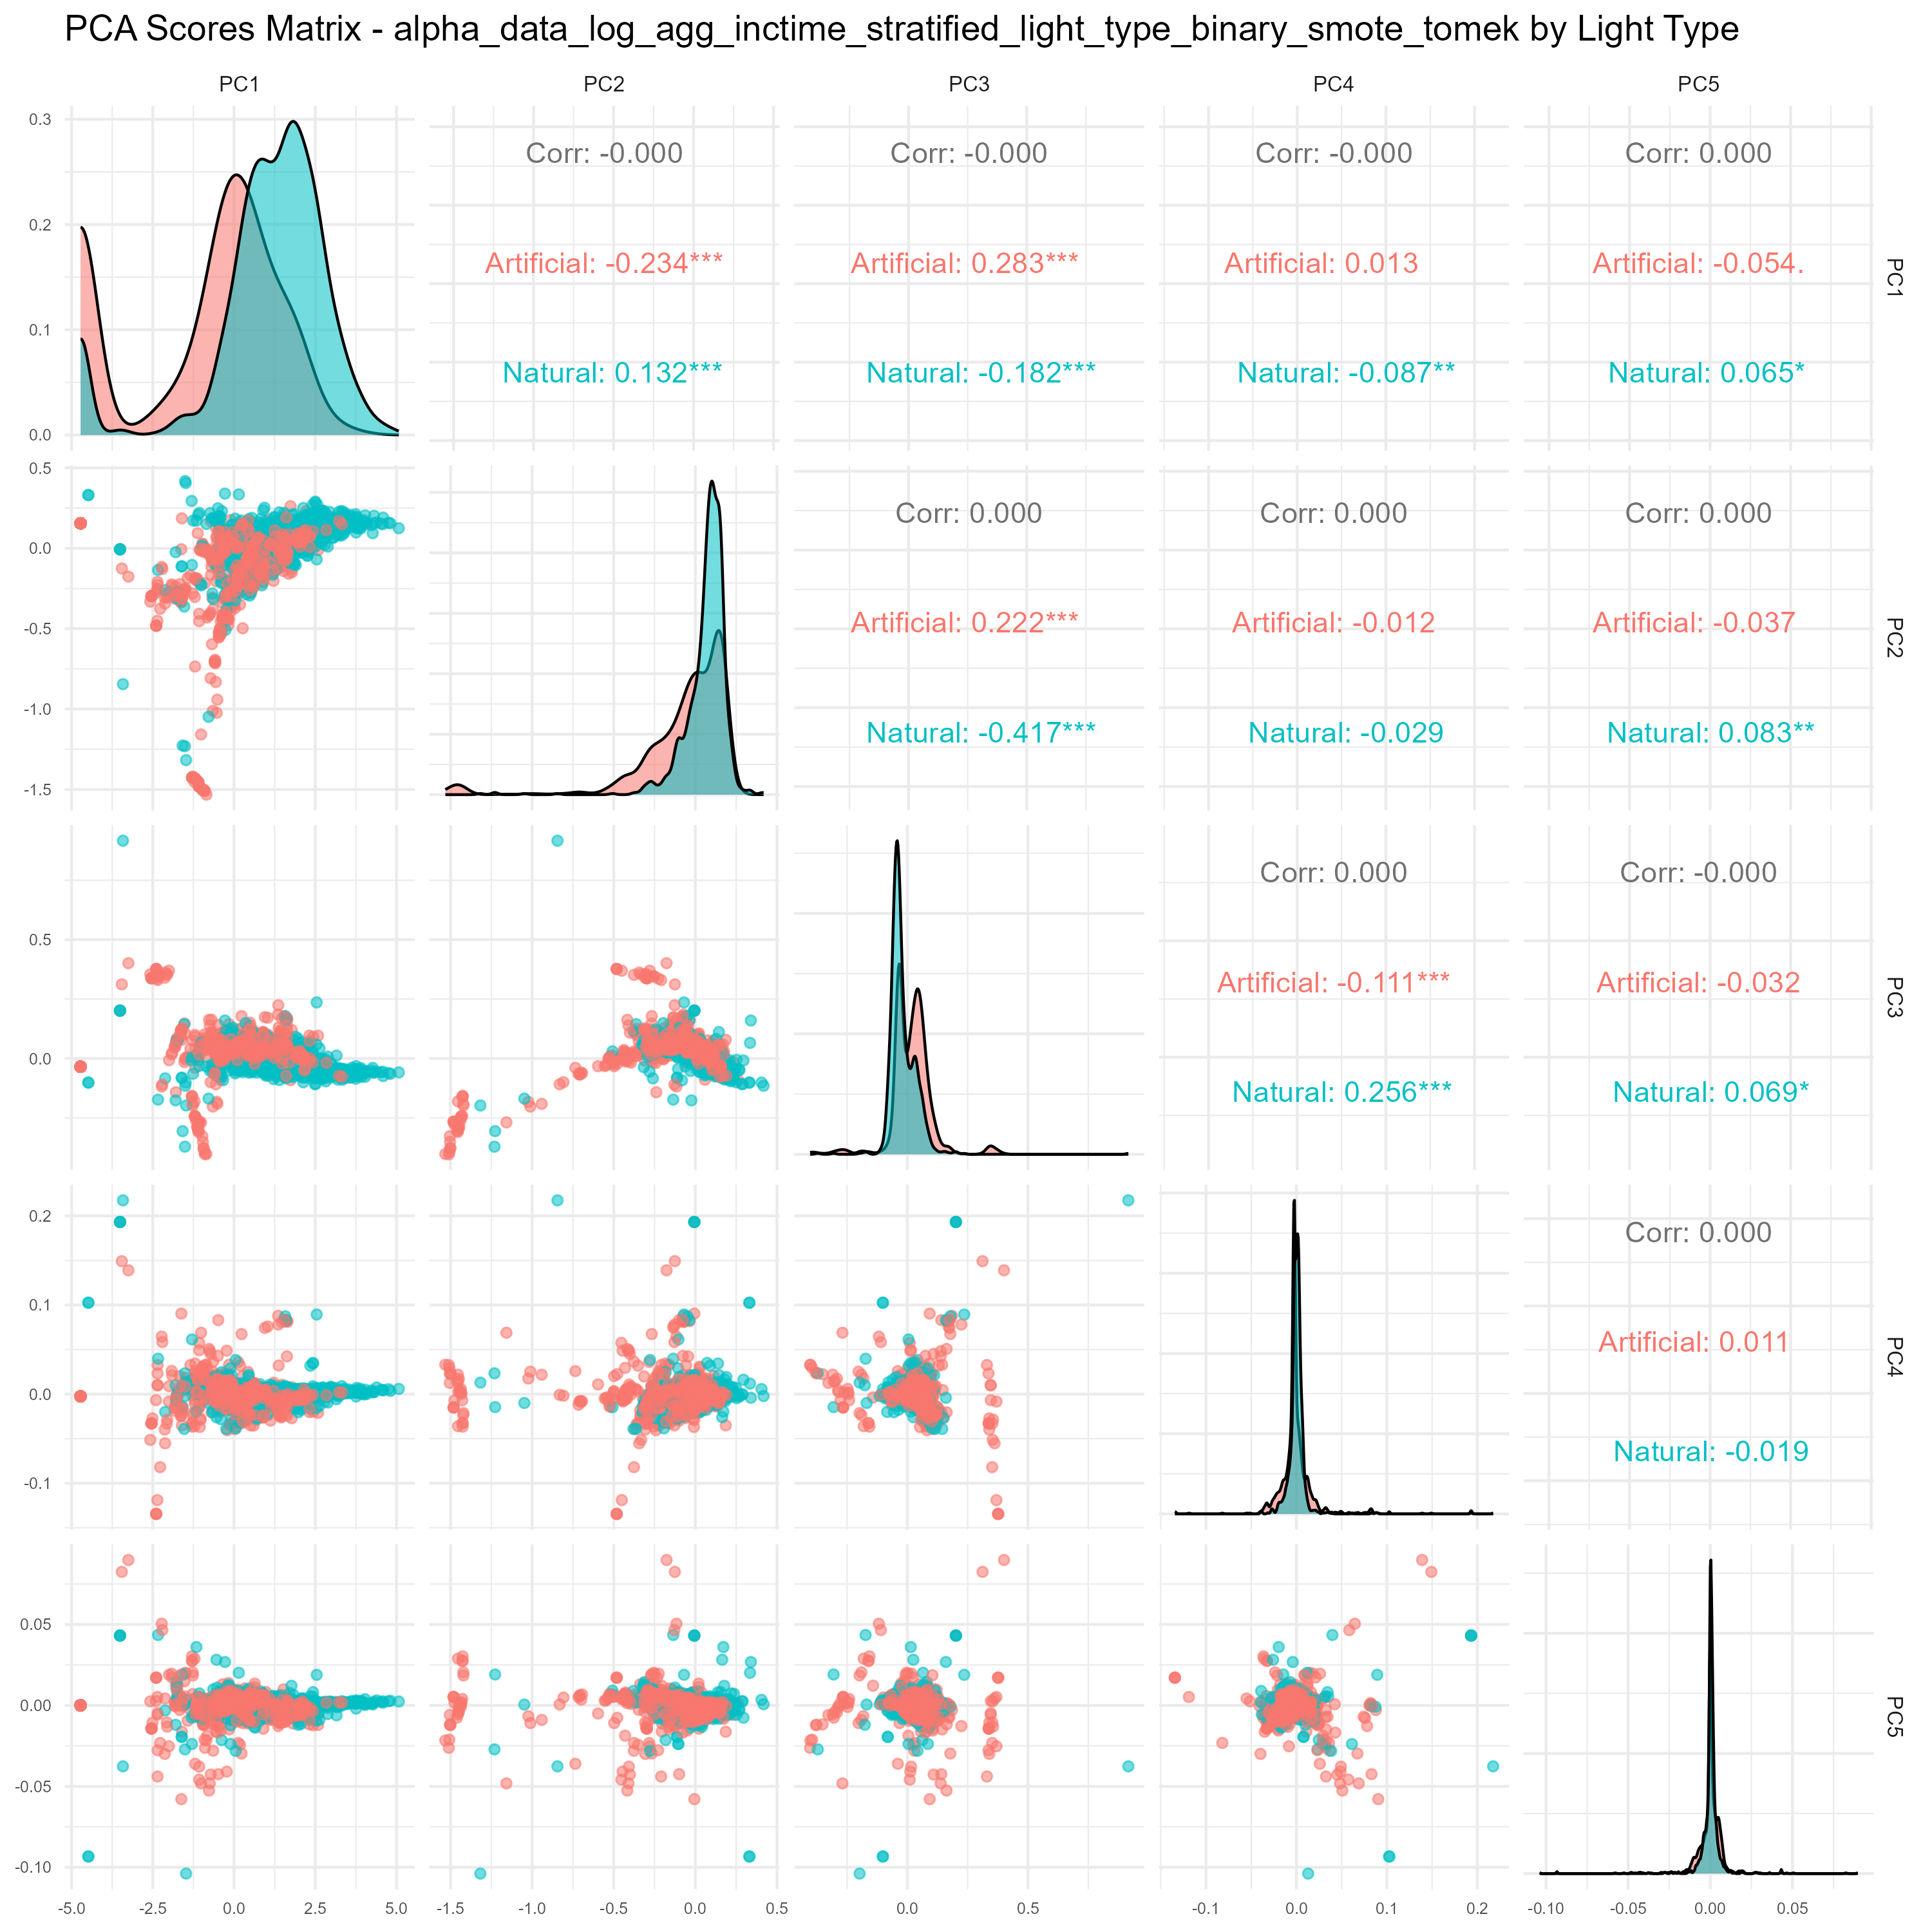 PCA Scores Matrix - alpha_data_log_agg_inctime_stratified_light_type_binary_smote_tomek by Light Type
PC1 PC2 PC3 PC4 PC5
0.3
0.2
0.1
0.0
Corr: -0.000
Artificial: -0.234***
Natural: 0.132***
Corr: -0.000
Artificial: 0.283***
Natural: -0.182***
Corr: -0.000
Artificial: 0.013
Natural: -0.087**
Corr: 0.000
Artificial: -0.054.
Natural: 0.065*
PC1
0.5
0.0
-0.5
-1.0
-1.5
Corr: 0.000
Artificial: 0.222***
Natural: -0.417***
Corr: 0.000
Artificial: -0.012
Natural: -0.029
Corr: 0.000
Artificial: -0.037
Natural: 0.083**
PC2
0.5
0.0
Corr: 0.000
Artificial: -0.111***
Natural: 0.256***
Corr: -0.000
Artificial: -0.032
Natural: 0.069*
PC3
0.2
0.1
0.0
-0.1
Corr: 0.000
Artificial: 0.011
Natural: -0.019
PC4
0.05
0.00
-0.05
-0.10
PC5
-5.0 -2.5 0.0 2.5 5.0
-1.5 -1.0 -0.5 0.0 0.5
0.0 0.5
-0.1 0.0 0.1 0.2
-0.10 -0.05 0.00 0.05